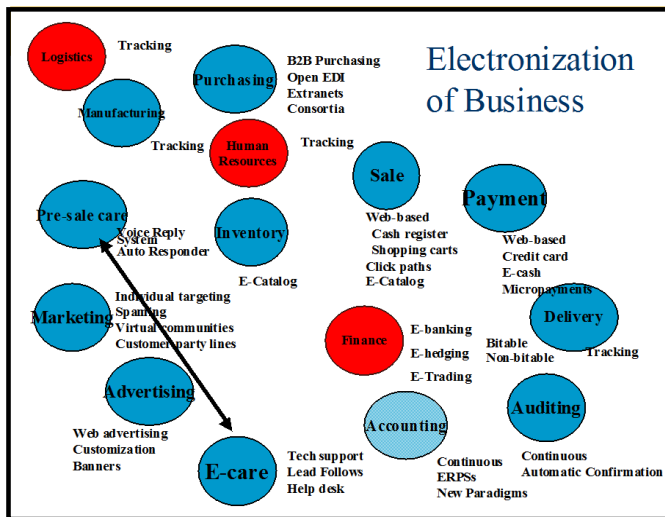 Electronization
of Business
Logistics
Tracking
Manufacturing
Tracking
Purchasing
B2B Purchasing
Open EDI
Extranets
Consortia
Human
Resources
Tracking
Sale
Web-based
Cash register
Shopping carts
Click paths
E-Catalog
Payment
Web-based
Credit card
E-cash
Micropayments
Pre-sale care
Voice Reply
System
Auto Responder
Inventory
E-Catalog
Marketing
Individual targeting
Spaming
Virtual communities
Customer party lines
Finance
E-banking
E-hedging
E-Trading
Delivery
Bitable
Non-bitable
Tracking
Advertising
Web advertising
Customization
Banners
E-care
Tech support
Lead Follows
Help desk
Accounting
Continuous
ERPSs
New Paradigms
Auditing
Continuous
Automatic Confirmation